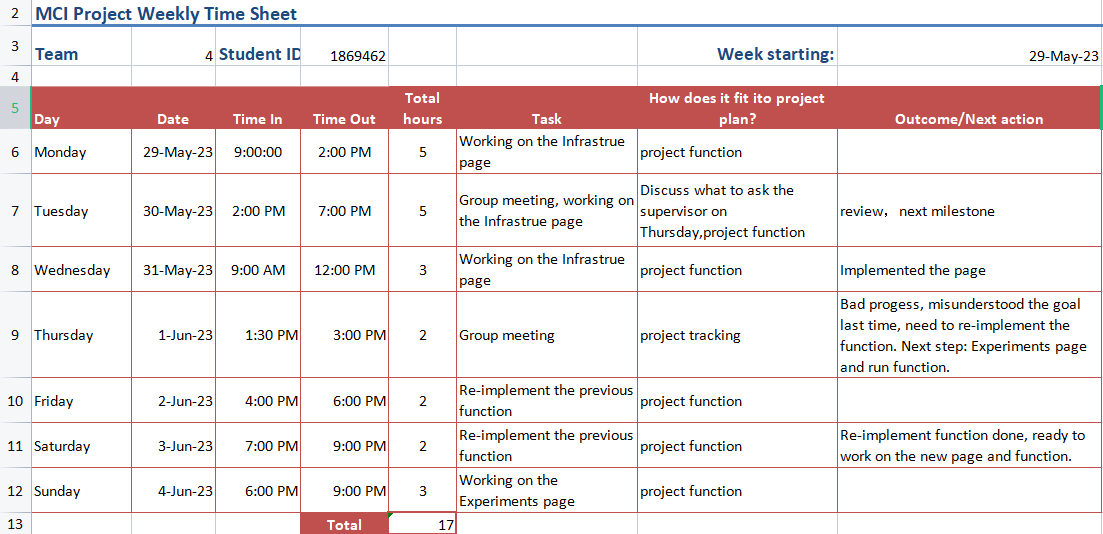 2 MCI Project Weekly Time Sheet
3 Team 4 Student ID 1869462 Week starting: 29-May-23
4
5 Day Date Time In Time Out Total
hours Task How does it fit ito project
plan? Outcome/Next action
6 Monday 29-May-23 9:00:00 2:00 PM 5 Working on the Infrastrue
page project function
7 Tuesday 30-May-23 2:00 PM 7:00 PM 5 Group meeting, working on
the Infrastrue page Discuss what to ask the
supervisor on
Thursday,project function review，next milestone
8 Wednesday 31-May-23 9:00 AM 12:00 PM 3 Working on the Infrastrue
page project function Implemented the page
9 Thursday 1-Jun-23 1:30 PM 3:00 PM 2 Group meeting project tracking Bad progess, misunderstood the goal
last time, need to re-implement the
function. Next step: Experiments page
and run function.
10 Friday 2-Jun-23 4:00 PM 6:00 PM 2 Re-implement the previous
function project function
11 Saturday 3-Jun-23 7:00 PM 9:00 PM 2 Re-implement the previous
function project function Re-implement function done, ready to
work on the new page and function.
12 Sunday 4-Jun-23 6:00 PM 9:00 PM 3 Working on the
Experiments page project function
13 Total 17